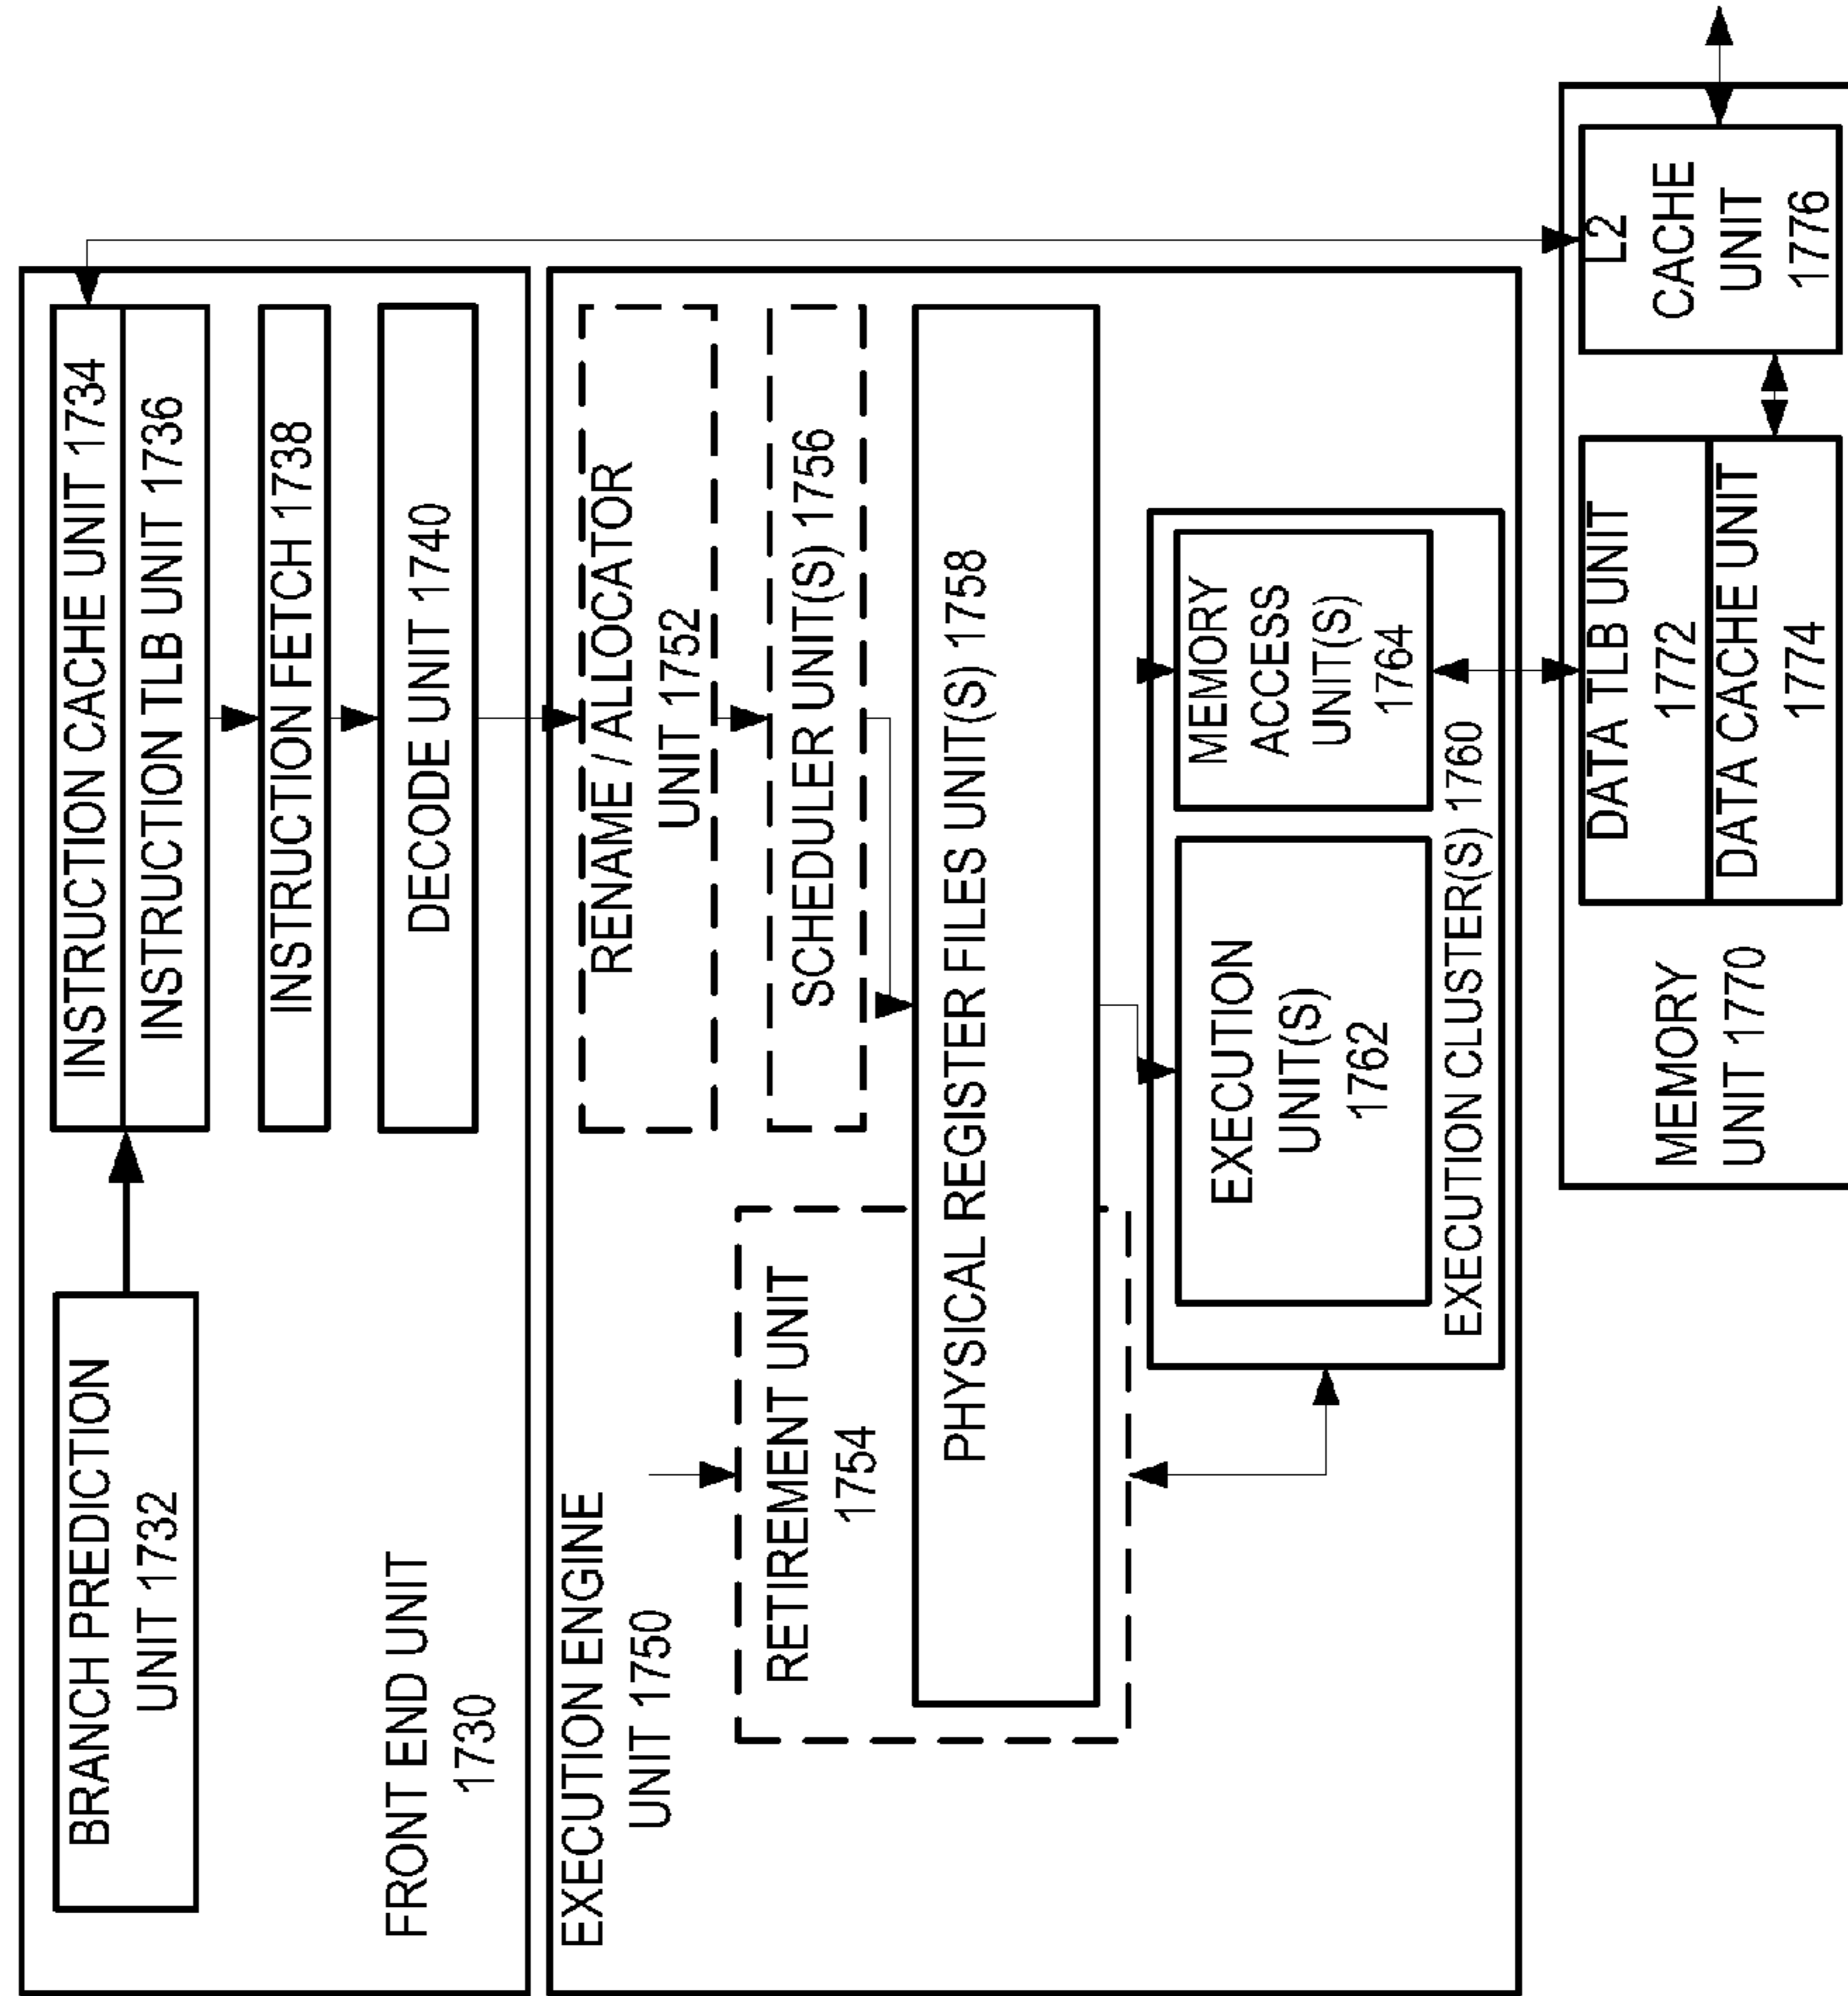 BRANCH PREDICTION
UNIT 1732
INSTRUCTION CACHE UNIT 1734
INSTRUCTION TLB UNIT 1736
INSTRUCTION FETCH 1738
DECODE UNIT 1740
FRONT END UNIT
1730
EXECUTION ENGINE
UNIT 1750
RENAME / ALLOCATOR
UNIT 1752
RETIREMENT UNIT
1754
SCHEDULER UNIT(S) 1756
PHYSICAL REGISTER FILES UNIT(S) 1758
EXECUTION
UNIT(S)
1762
MEMORY
ACCESS
UNIT(S)
1764
EXECUTION CLUSTER(S) 1760
MEMORY
UNIT 1770
DATA TLB UNIT
1772
DATA CACHE UNIT
1774
L2
CACHE
UNIT
1776